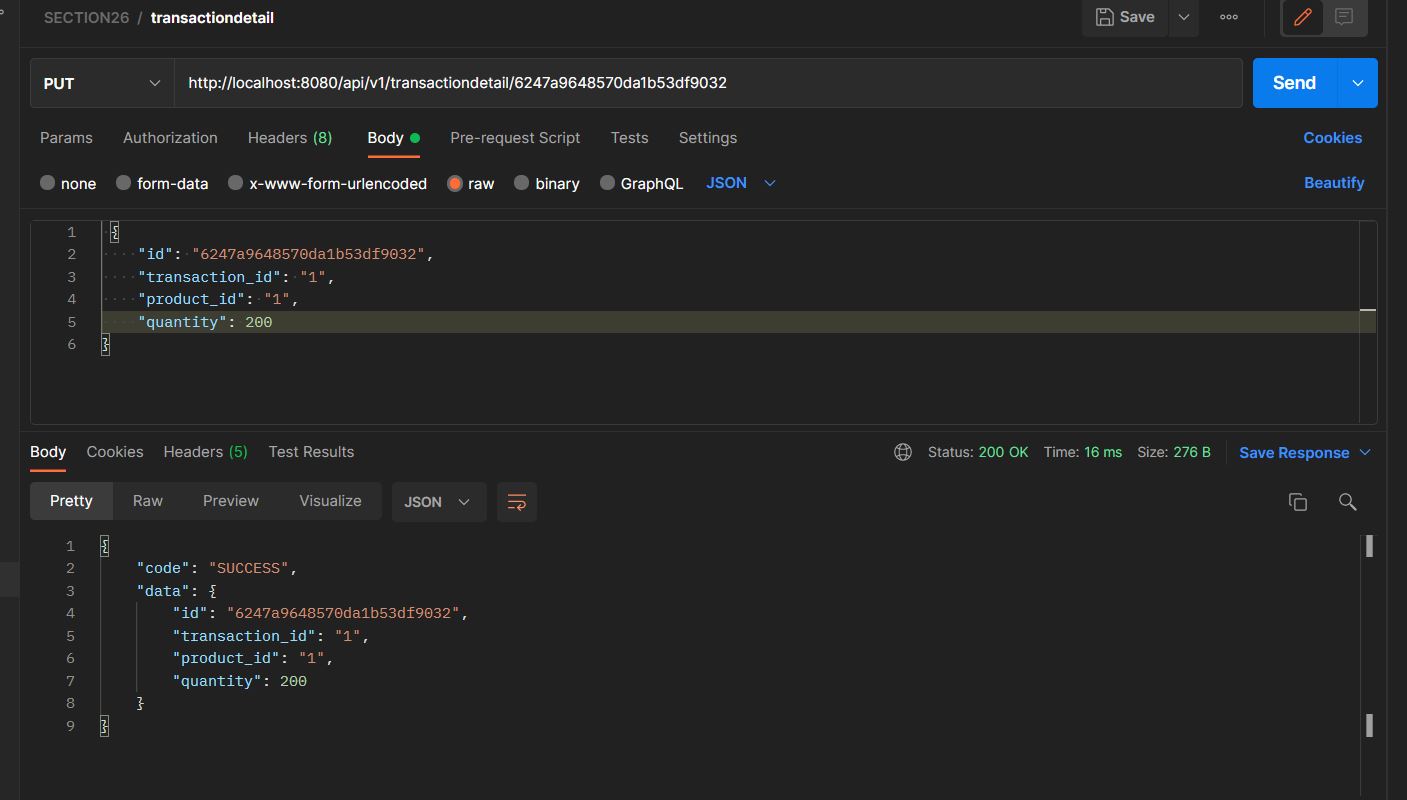 SECTION26 / transactiondetail
Save
PUT http://localhost:8080/api/v1/transactiondetail/6247a9648570da1b53df9032 Send
Params Authorization Headers (8) Body Pre-request Script Tests Settings Cookies
none form-data x-www-form-urlencoded raw binary GraphQL JSON Beautify
1 {
2 "id": "6247a9648570da1b53df9032",
3 "transaction_id": "1",
4 "product_id": "1",
5 "quantity": 200
6 }
Body Cookies Headers (5) Test Results Status: 200 OK Time: 16 ms Size: 276 B Save Response
Pretty Raw Preview Visualize JSON
1 {
2 "code": "SUCCESS",
3 "data": {
4 "id": "6247a9648570da1b53df9032",
5 "transaction_id": "1",
6 "product_id": "1",
7 "quantity": 200
8 }
9 }